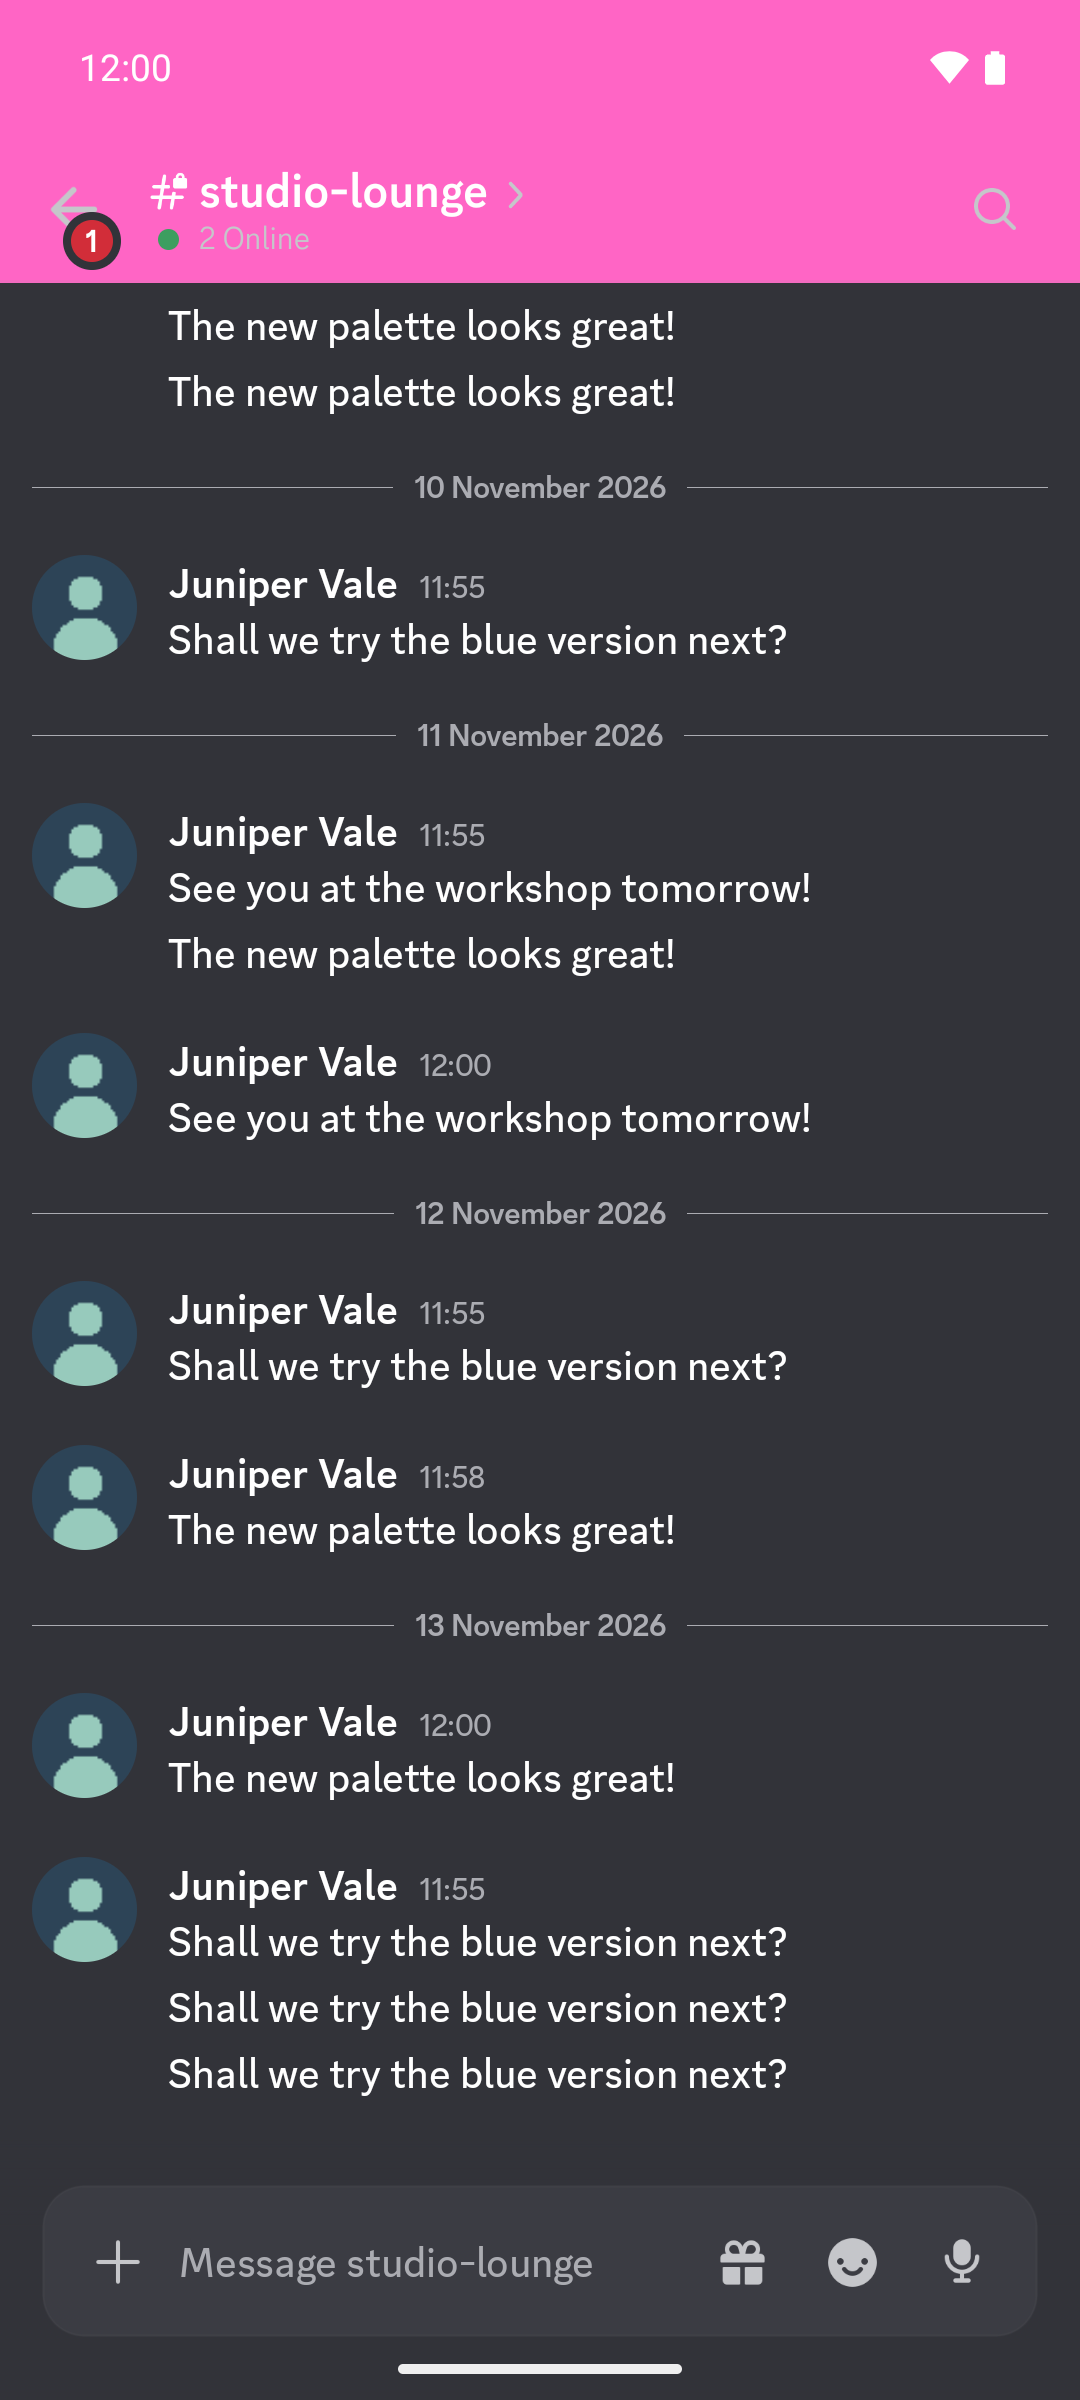 12:00
studio-lounge
1
2 Online
The new palette looks great!
The new palette looks great!
10 November 2026
Juniper Vale 11:55
Shall we try the blue version next?
11 November 2026
Juniper Vale 11:55
See you at the workshop tomorrow!
The new palette looks great!
Juniper Vale 12:00
See you at the workshop tomorrow!
12 November 2026
Juniper Vale 11:55
Shall we try the blue version next?
Juniper Vale 11:58
The new palette looks great!
13 November 2026
Juniper Vale 12:00
The new palette looks great!
Juniper Vale 11:55
Shall we try the blue version next?
Shall we try the blue version next?
Shall we try the blue version next?
Message studio-lounge